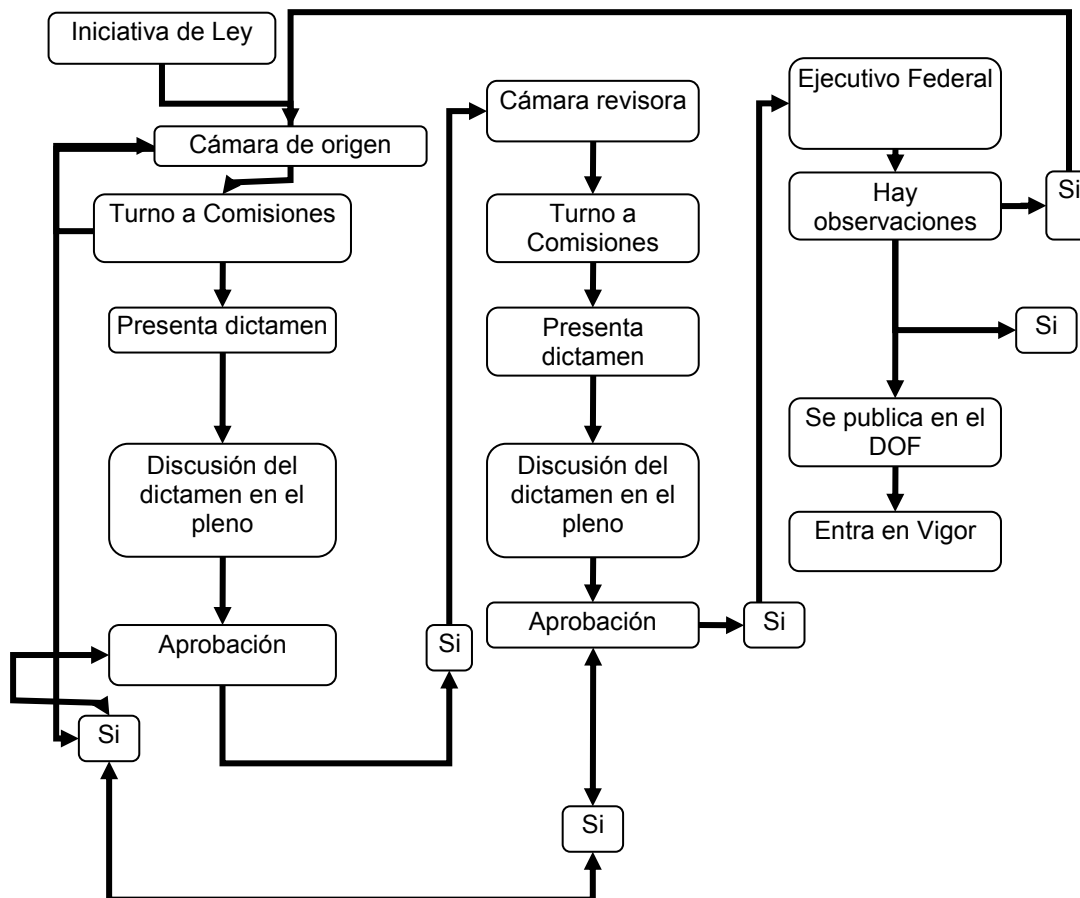 Iniciativa de Ley
Cámara de origen
Turno a Comisiones
Presenta dictamen
Discusión del
dictamen en el
pleno
Aprobación
Si
Si
Cámara revisora
Turno a
Comisiones
Presenta
dictamen
Discusión del
dictamen en el
pleno
Aprobación
Si
Si
Ejecutivo Federal
Hay
observaciones
Si
Si
Se publica en el
DOF
Entra en Vigor